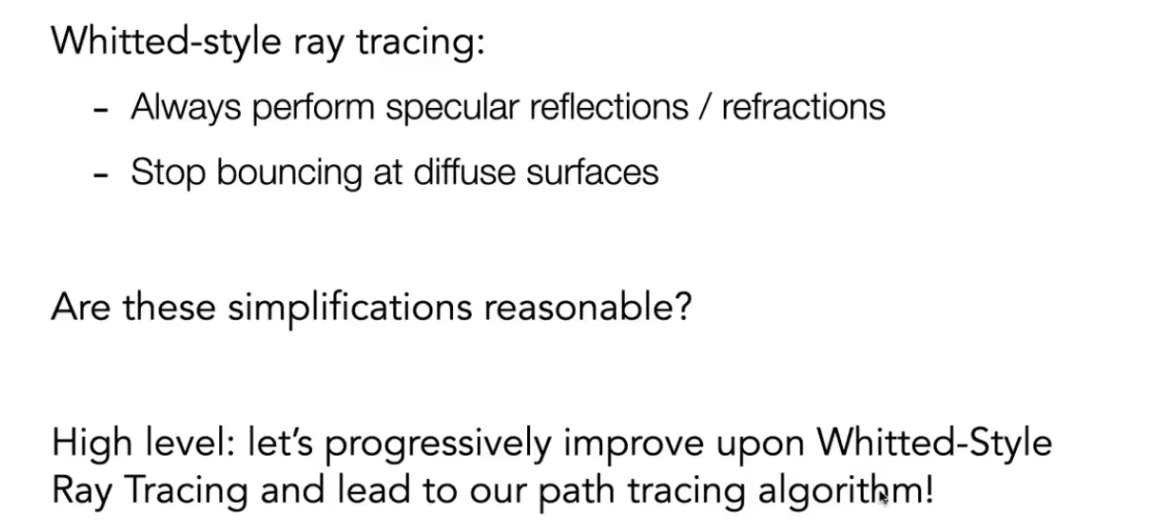 Whitted-style ray tracing:
- Always perform specular reflections / refractions
- Stop bouncing at diffuse surfaces
Are these simplifications reasonable?
High level: let's progressively improve upon Whitted-Style
Ray Tracing and lead to our path tracing algorithm!